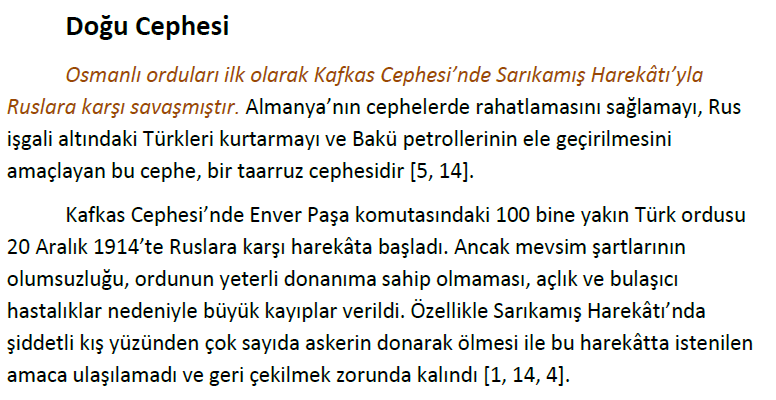 Doğu Cephesi
Osmanlı orduları ilk olarak Kafkas Cephesi’nde Sarıkamış Harekâtı’yla
Ruslara karşı savaşmıştır. Almanya’nın cephelerde rahatlamasını sağlamayı, Rus
işgali altındaki Türkleri kurtarmayı ve Bakü petrollerinin ele geçirilmesini
amaçlayan bu cephe, bir taarruz cephesidir [5, 14].
Kafkas Cephesi’nde Enver Paşa komutasındaki 100 bine yakın Türk ordusu
20 Aralık 1914’te Ruslara karşı harekâta başladı. Ancak mevsim şartlarının
olumsuzluğu, ordunun yeterli donanıma sahip olmaması, açlık ve bulaşıcı
hastalıklar nedeniyle büyük kayıplar verildi. Özellikle Sarıkamış Harekâtı’nda
şiddetli kış yüzünden çok sayıda askerin donarak ölmesi ile bu harekâtta istenilen
amaca ulaşılamadı ve geri çekilmek zorunda kalındı [1, 14, 4].